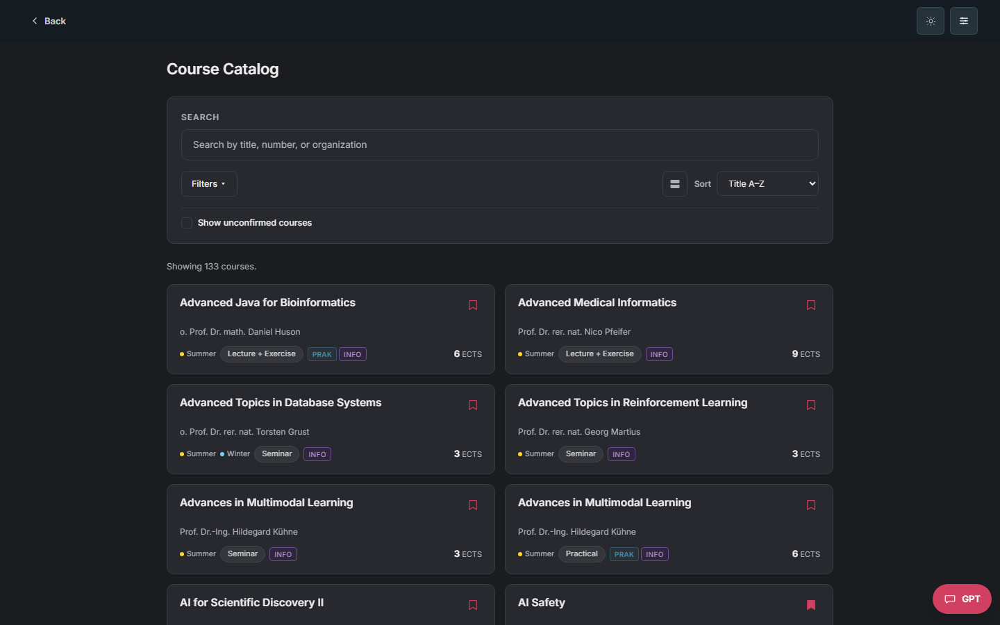 Back
Course Catalog
SEARCH
Search by title, number, or organization
Filters
Sort
Title A–Z
Show unconfirmed courses
Showing 133 courses.
Advanced Java for Bioinformatics
o. Prof. Dr. math. Daniel Huson
Summer Lecture + Exercise PRAK INFO 6 ECTS
Advanced Medical Informatics
Prof. Dr. rer. nat. Nico Pfeifer
Summer Lecture + Exercise INFO 9 ECTS
Advanced Topics in Database Systems
o. Prof. Dr. rer. nat. Torsten Grust
Summer Winter Seminar INFO 3 ECTS
Advanced Topics in Reinforcement Learning
Prof. Dr. rer. nat. Georg Martius
Summer Seminar INFO 3 ECTS
Advances in Multimodal Learning
Prof. Dr.-Ing. Hildegard Kühne
Summer Seminar INFO 3 ECTS
Advances in Multimodal Learning
Prof. Dr.-Ing. Hildegard Kühne
Summer Practical PRAK INFO 6 ECTS
AI for Scientific Discovery II
AI Safety
GPT